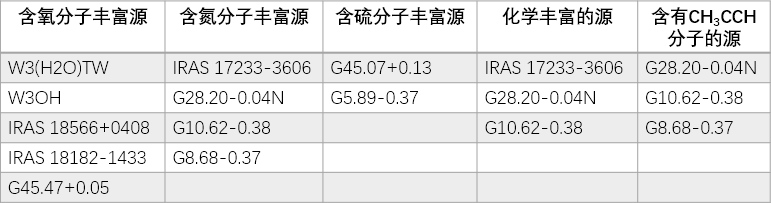 含氧分子丰富源 含氮分子丰富源 含硫分子丰富源 化学丰富的源 含有CH₃CCH
分子的源
W3(H2O)TW IRAS 17233-3606 G45.07+0.13 IRAS 17233-3606 G28.20-0.04N
W3OH G28.20-0.04N G5.89-0.37 G28.20-0.04N G10.62-0.38
IRAS 18566+0408 G10.62-0.38 G10.62-0.38 G8.68-0.37
IRAS 18182-1433 G8.68-0.37
G45.47+0.05